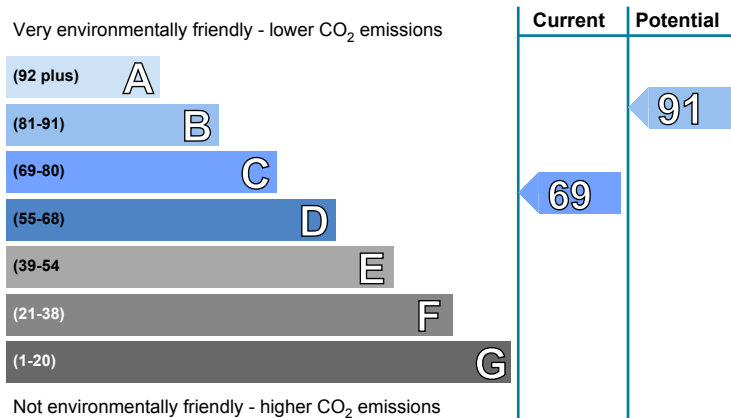 Very environmentally friendly - lower CO2 emissions
Current
Potential
(92 plus) A
(81-91) B
91
(69-80) C
69
(55-68) D
(39-54 E
(21-38) F
(1-20) G
Not environmentally friendly - higher CO2 emissions